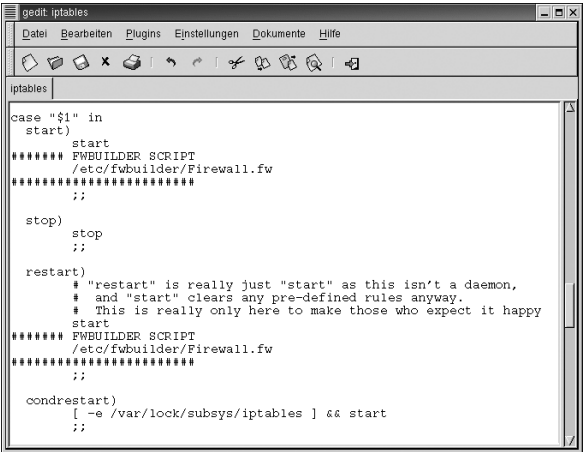 gedit: iptables
Datei Bearbeiten Plugins Einstellungen Dokumente Hilfe
iptables
case "$1" in
  start)
        start
####### FWBUILDER SCRIPT
        /etc/fwbuilder/Firewall.fw
########################
        ;;

  stop)
        stop
        ;;

  restart)
        # "restart" is really just "start" as this isn't a daemon,
        #  and "start" clears any pre-defined rules anyway.
        #  This is really only here to make those who expect it happy
        start
####### FWBUILDER SCRIPT
        /etc/fwbuilder/Firewall.fw
########################
        ;;

  condrestart)
        [ -e /var/lock/subsys/iptables ] && start
        ;;